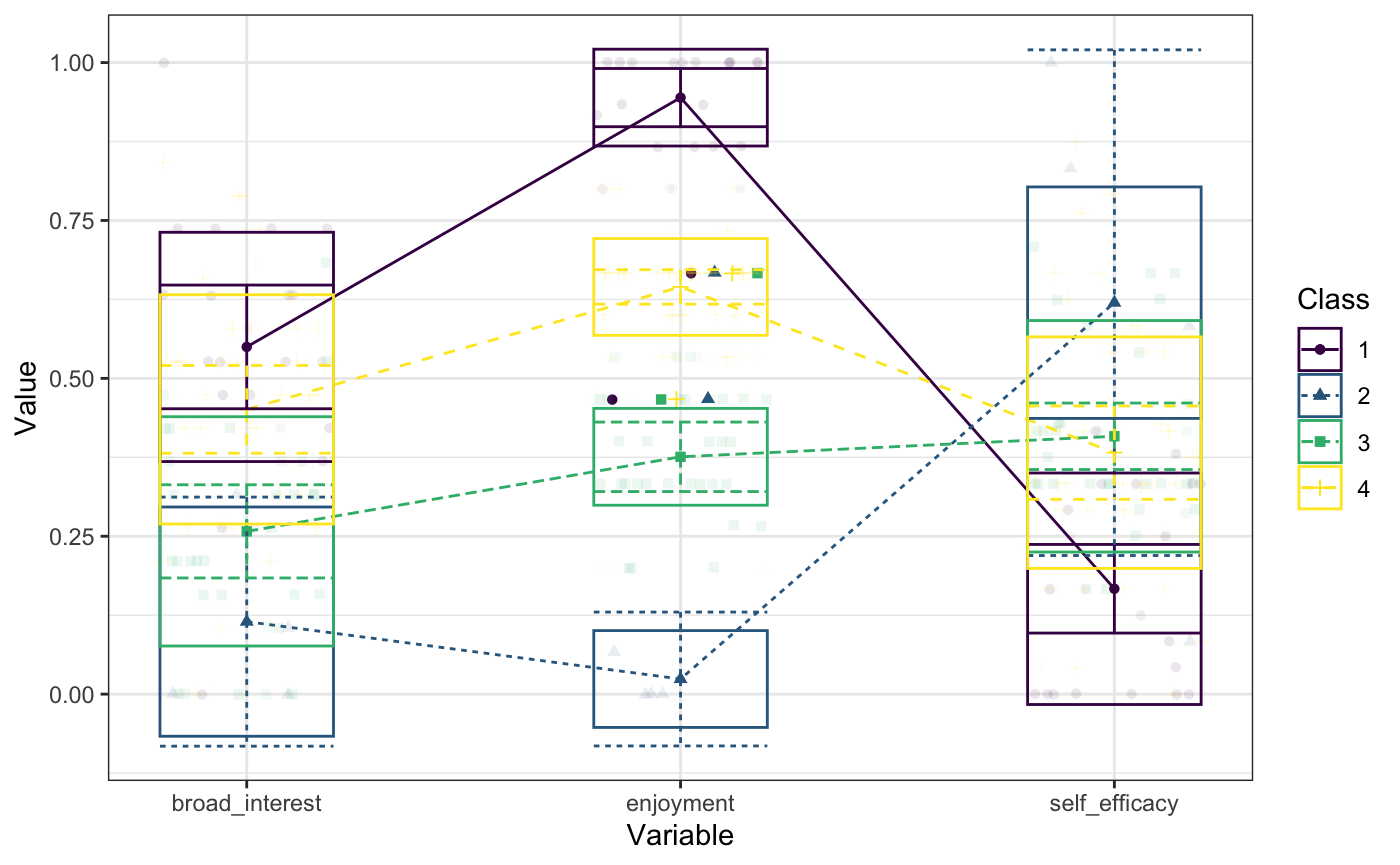 1.00
0.75
0.50
0.25
0.00
Value
broad_interest
enjoyment
self_efficacy
Variable
Class
1
2
3
4